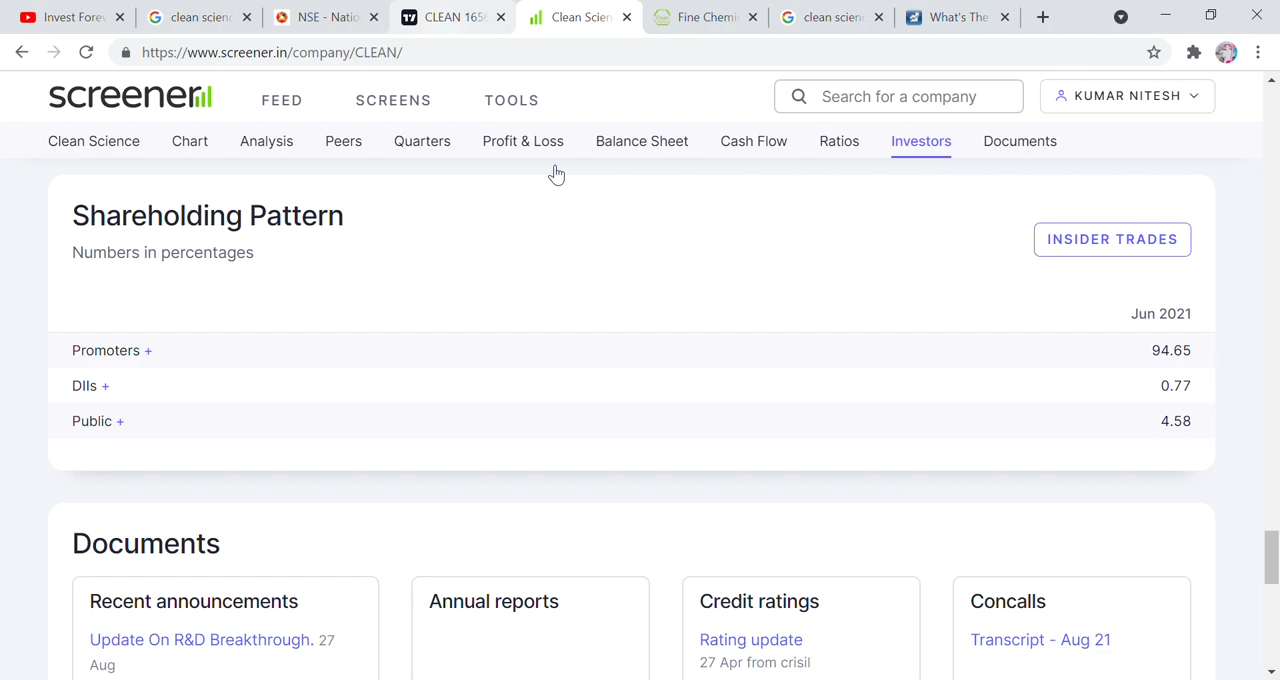 Invest Forev clean scienc NSE - Natio CLEAN 165 Clean Scien Fine Chemic clean scienc What's The
https://www.screener.in/company/CLEAN/
screener FEED SCREENS TOOLS Search for a company KUMAR NITESH
Clean Science Chart Analysis Peers Quarters Profit & Loss Balance Sheet Cash Flow Ratios Investors Documents
Shareholding Pattern
Numbers in percentages
INSIDER TRADES
Jun 2021
Promoters + 94.65
DIIs + 0.77
Public + 4.58
Documents
Recent announcements Annual reports Credit ratings Concalls
Update On R&D Breakthrough. 27 Rating update Transcript - Aug 21
Aug 27 Apr from crisil